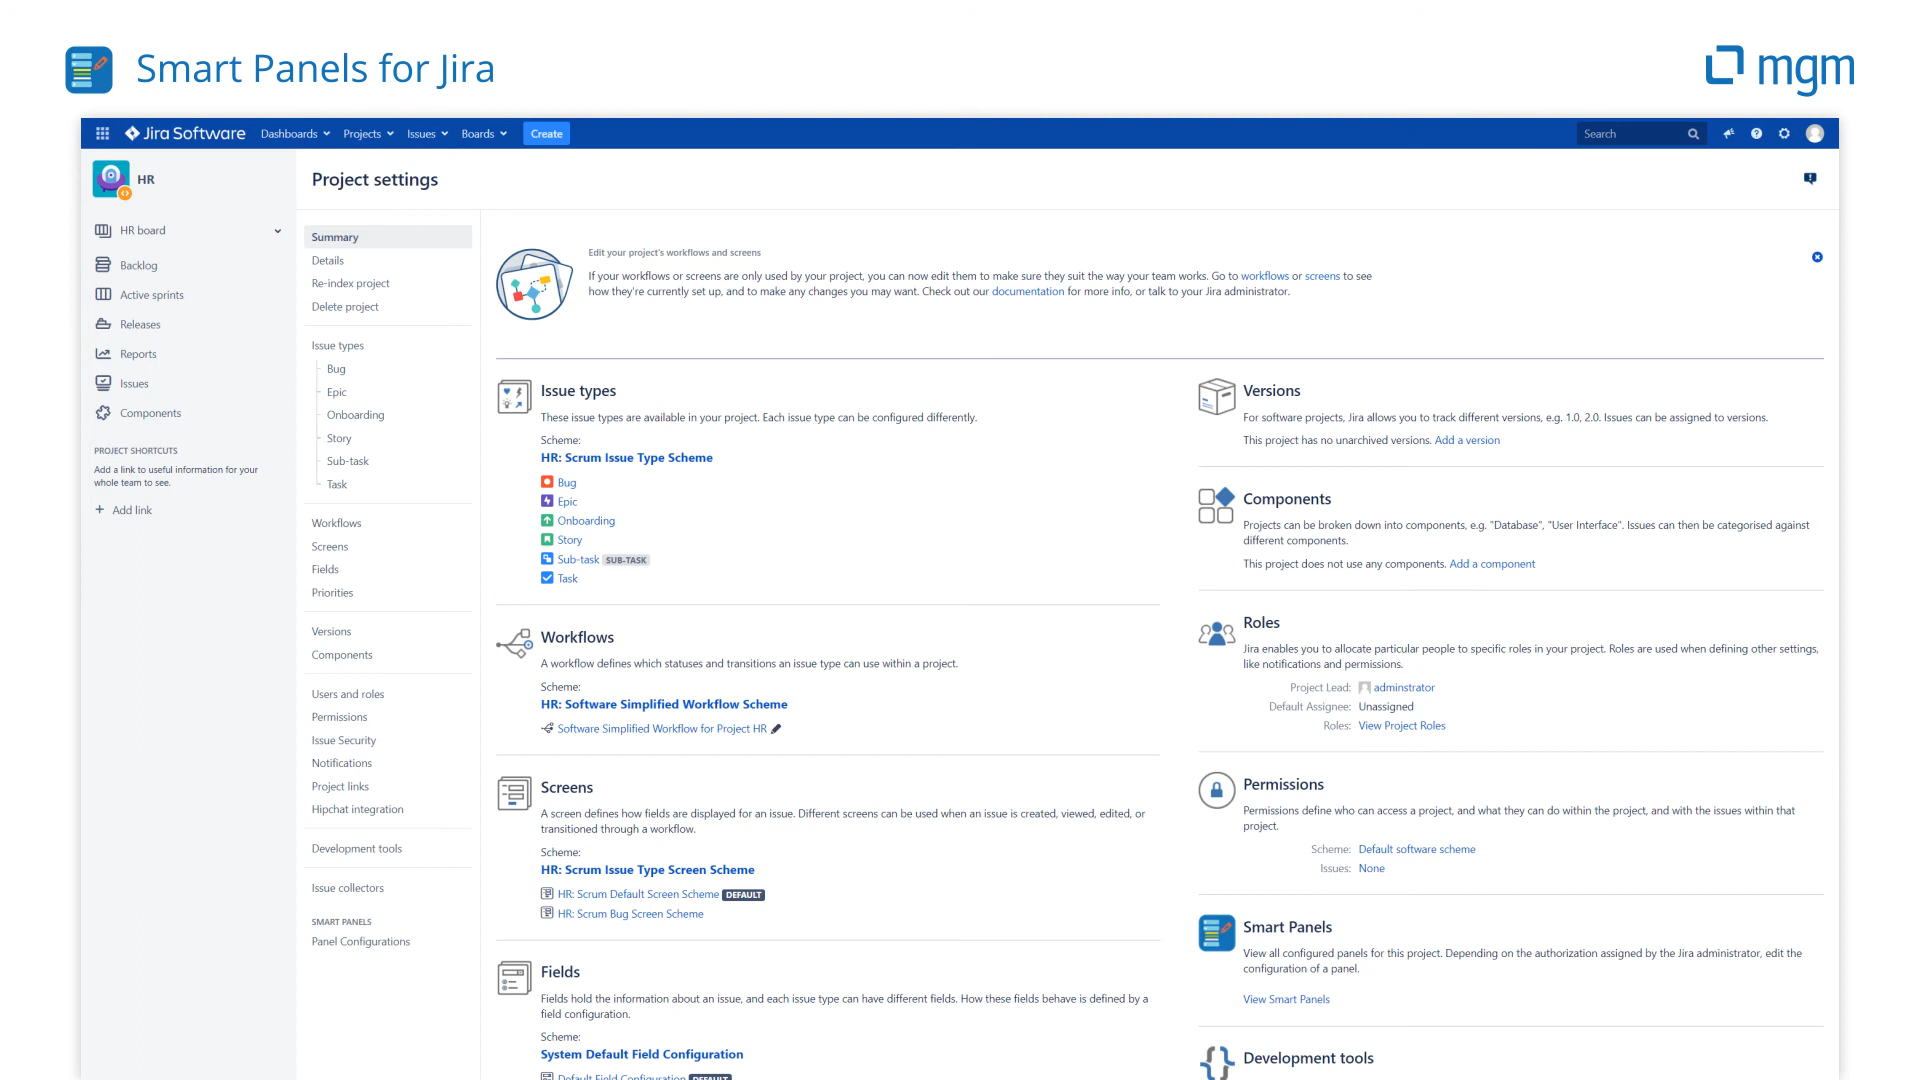 Smart Panels for Jira
mgm
Jira Software
Dashboards
Projects
Issues
Boards
Create
Search
HR
HR board
Backlog
Active sprints
Releases
Reports
Issues
Components
PROJECT SHORTCUTS
Add a link to useful information for your
whole team to see.
+ Add link
Project settings
Summary
Details
Re-index project
Delete project
Issue types
Bug
Epic
Onboarding
Story
Sub-task
Task
Workflows
Screens
Fields
Priorities
Versions
Components
Users and roles
Permissions
Issue Security
Notifications
Project links
Hipchat integration
Development tools
Issue collectors
SMART PANELS
Panel Configurations
Edit your project's workflows and screens
If your workflows or screens are only used by your project, you can now edit them to make sure they suit the way your team works. Go to workflows or screens to see
how they're currently set up, and to make any changes you may want. Check out our documentation for more info, or talk to your Jira administrator.
Issue types
These issue types are available in your project. Each issue type can be configured differently.
Scheme:
HR: Scrum Issue Type Scheme
Bug
Epic
Onboarding
Story
Sub-task SUB-TASK
Task
Workflows
A workflow defines which statuses and transitions an issue type can use within a project.
Scheme:
HR: Software Simplified Workflow Scheme
Software Simplified Workflow for Project HR
Screens
A screen defines how fields are displayed for an issue. Different screens can be used when an issue is created, viewed, edited, or
transitioned through a workflow.
Scheme:
HR: Scrum Issue Type Screen Scheme
HR: Scrum Default Screen Scheme DEFAULT
HR: Scrum Bug Screen Scheme
Fields
Fields hold the information about an issue, and each issue type can have different fields. How these fields behave is defined by a
field configuration.
Scheme:
System Default Field Configuration
Default Field Configuration DEFAULT
Versions
For software projects, Jira allows you to track different versions, e.g. 1.0, 2.0. Issues can be assigned to versions.
This project has no unarchived versions. Add a version
Components
Projects can be broken down into components, e.g. "Database", "User Interface". Issues can then be categorised against
different components.
This project does not use any components. Add a component
Roles
Jira enables you to allocate particular people to specific roles in your project. Roles are used when defining other settings,
like notifications and permissions.
Project Lead: adminstrator
Default Assignee: Unassigned
Roles: View Project Roles
Permissions
Permissions define who can access a project, and what they can do within the project, and with the issues within that
project.
Scheme: Default software scheme
Issues: None
Smart Panels
View all configured panels for this project. Depending on the authorization assigned by the Jira administrator, edit the
configuration of a panel.
View Smart Panels
Development tools